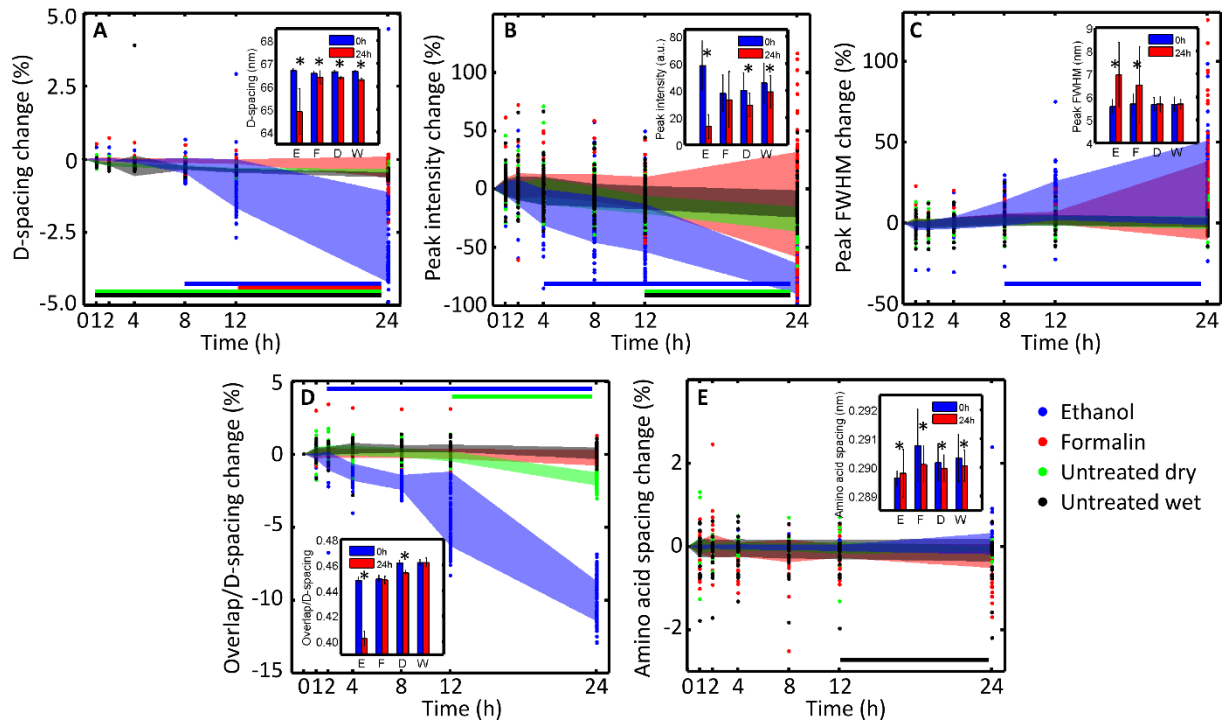 A
D-spacing change (%)
5.0
2.5
0
-2.5
-5.0
0 1 2 4 8 12 24
Time (h)
D-spacing (nm)
68
67
66
65
64
0h
24h
* * * *
E F D W
B
Peak intensity change (%)
100
50
0
-50
-100
0 1 2 4 8 12 24
Time (h)
Peak intensity (a.u.)
80
60
40
20
0
0h
24h
* * *
E F D W
C
Peak FWHM change (%)
100
50
0
-50
0 1 2 4 8 12 24
Time (h)
Peak FWHM (nm)
9
8
7
6
5
4
0h
24h
* *
E F D W
D
Overlap/D-spacing change (%)
5
0
-5
-10
-15
0 1 2 4 8 12 24
Time (h)
Overlap/D-spacing
0.48
0.46
0.44
0.42
0.40
0h
24h
* *
E F D W
E
Amino acid spacing change (%)
2
0
-2
0 1 2 4 8 12 24
Time (h)
Amino acid spacing (nm)
0.292
0.291
0.290
0.289
0h
24h
* * * *
E F D W
Ethanol
Formalin
Untreated dry
Untreated wet